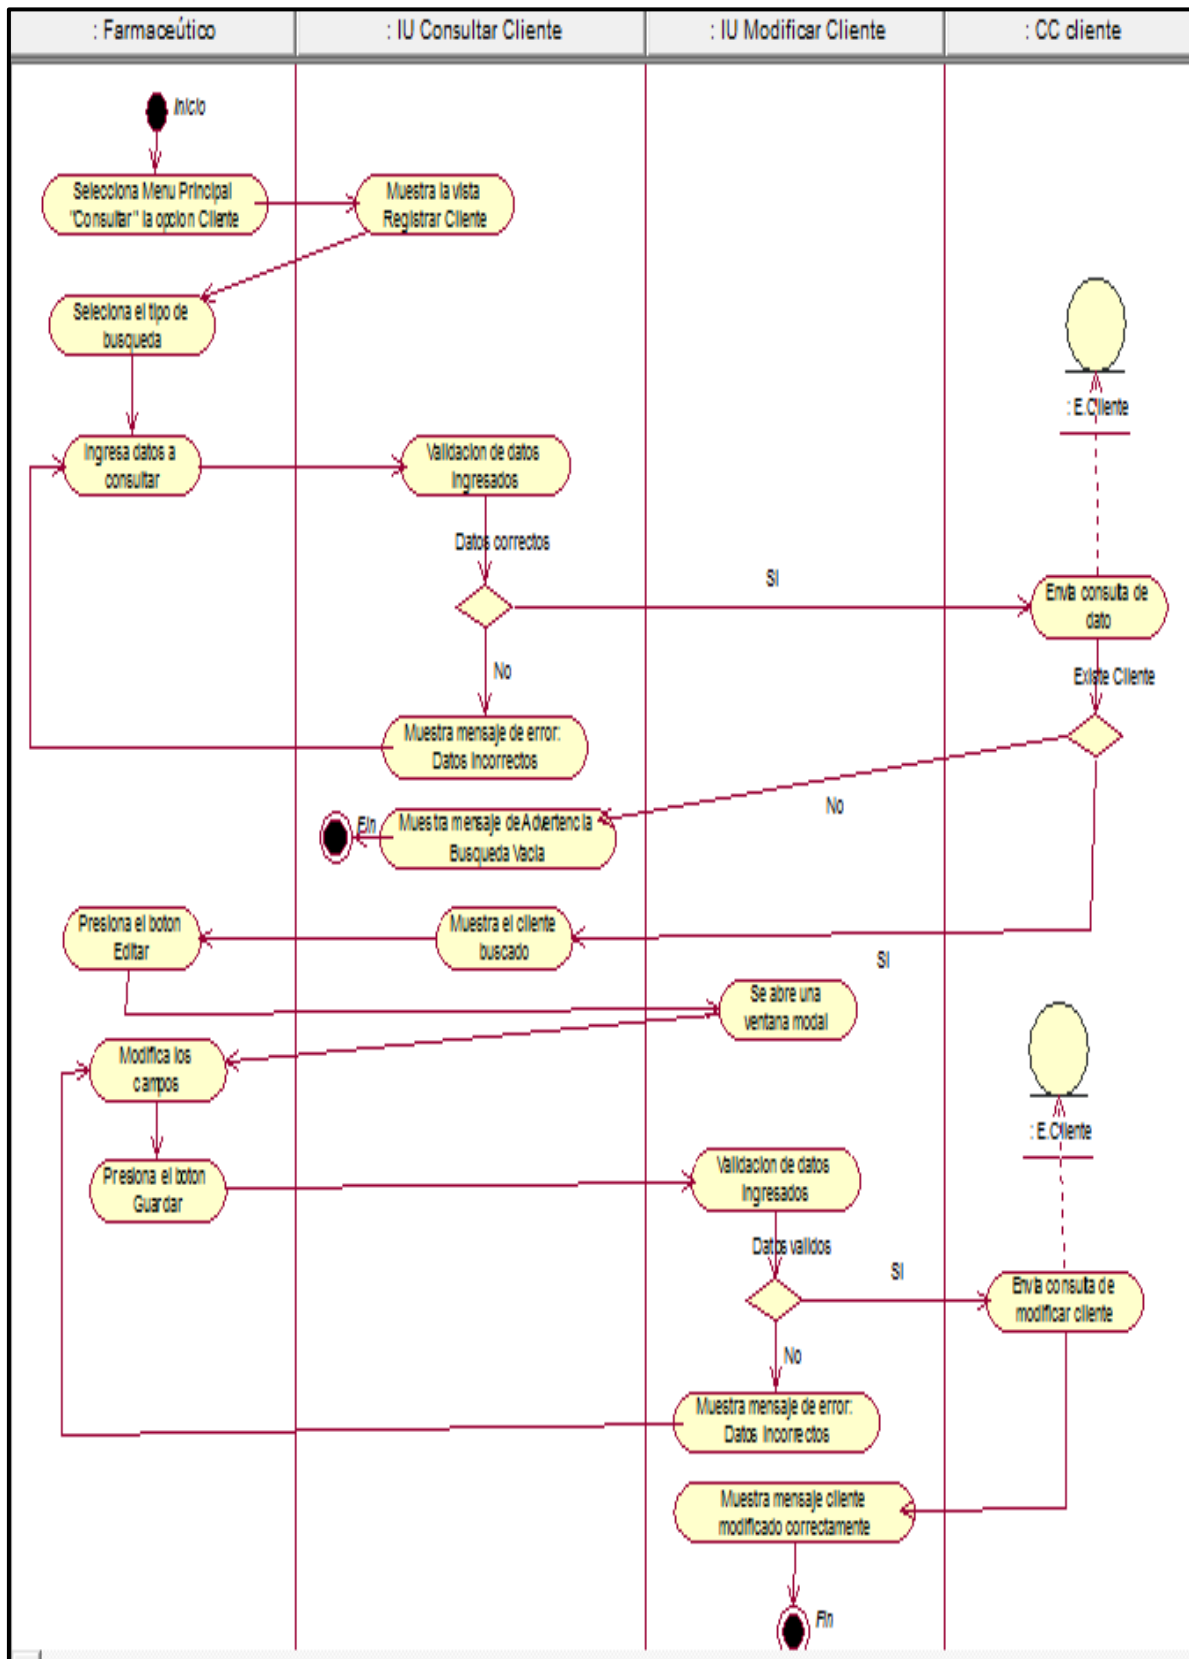 : Farmaceútico
: IU Consultar Cliente
: IU Modificar Cliente
: CC cliente
Inicio
Selecciona Menu Principal
"Consultar" la opcion Cliente
Muestra la vista
Registrar Cliente
Seleciona el tipo de
busqueda
: E.Cliente
Ingresa datos a
consultar
Validacion de datos
Ingresados
Datos correctos
SI
Envia consulta de
dato
No
Existe Cliente
Muestra mensaje de error:
Datos Incorrectos
No
Fin
Muestra mensaje de Advertencia
Busqueda Vacia
Presiona el boton
Editar
Muestra el cliente
buscado
SI
Se abre una
ventana modal
Modifica los
campos
: E.Cliente
Presiona el boton
Guardar
Validacion de datos
Ingresados
Datos validos
SI
Envia consulta de
modificar cliente
No
Muestra mensaje de error:
Datos Incorrectos
Muestra mensaje cliente
modificado correctamente
Fin